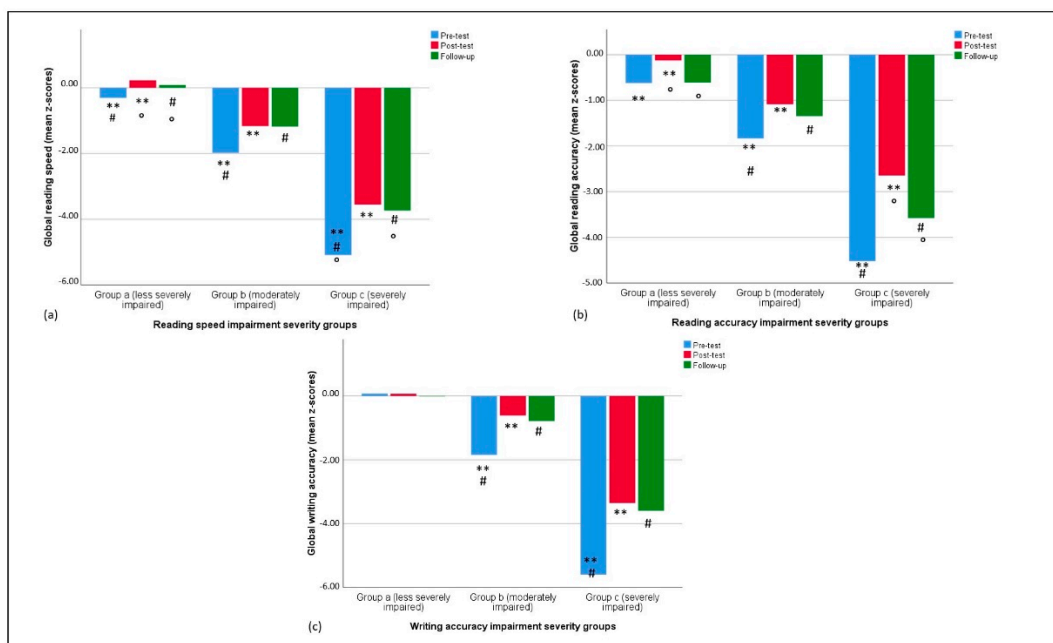 Pre-test
Post-test
Follow-up
0.00
-2.00
-4.00
-6.00
Global reading speed (mean z-scores)
**
#
**
°
#
°
**
#
**
#
**
#
°
**
#
°
Group a (less severely
impaired)
Group b (moderately
impaired)
Group c (severely
impaired)
(a)
Reading speed impairment severity groups
Pre-test
Post-test
Follow-up
0.00
-1.00
-2.00
-3.00
-4.00
-5.00
Global reading accuracy (mean z-scores)
**
**
°
°
**
#
**
#
**
#
**
°
#
°
Group a (less severely
impaired)
Group b (moderately
impaired)
Group c (severely
impaired)
(b)
Reading accuracy impairment severity groups
Pre-test
Post-test
Follow-up
0.00
-2.00
-4.00
-6.00
Global writing accuracy (mean z-scores)
**
#
**
#
**
#
**
#
Group a (less severely
impaired)
Group b (moderately
impaired)
Group c (severely
impaired)
(c)
Writing accuracy impairment severity groups